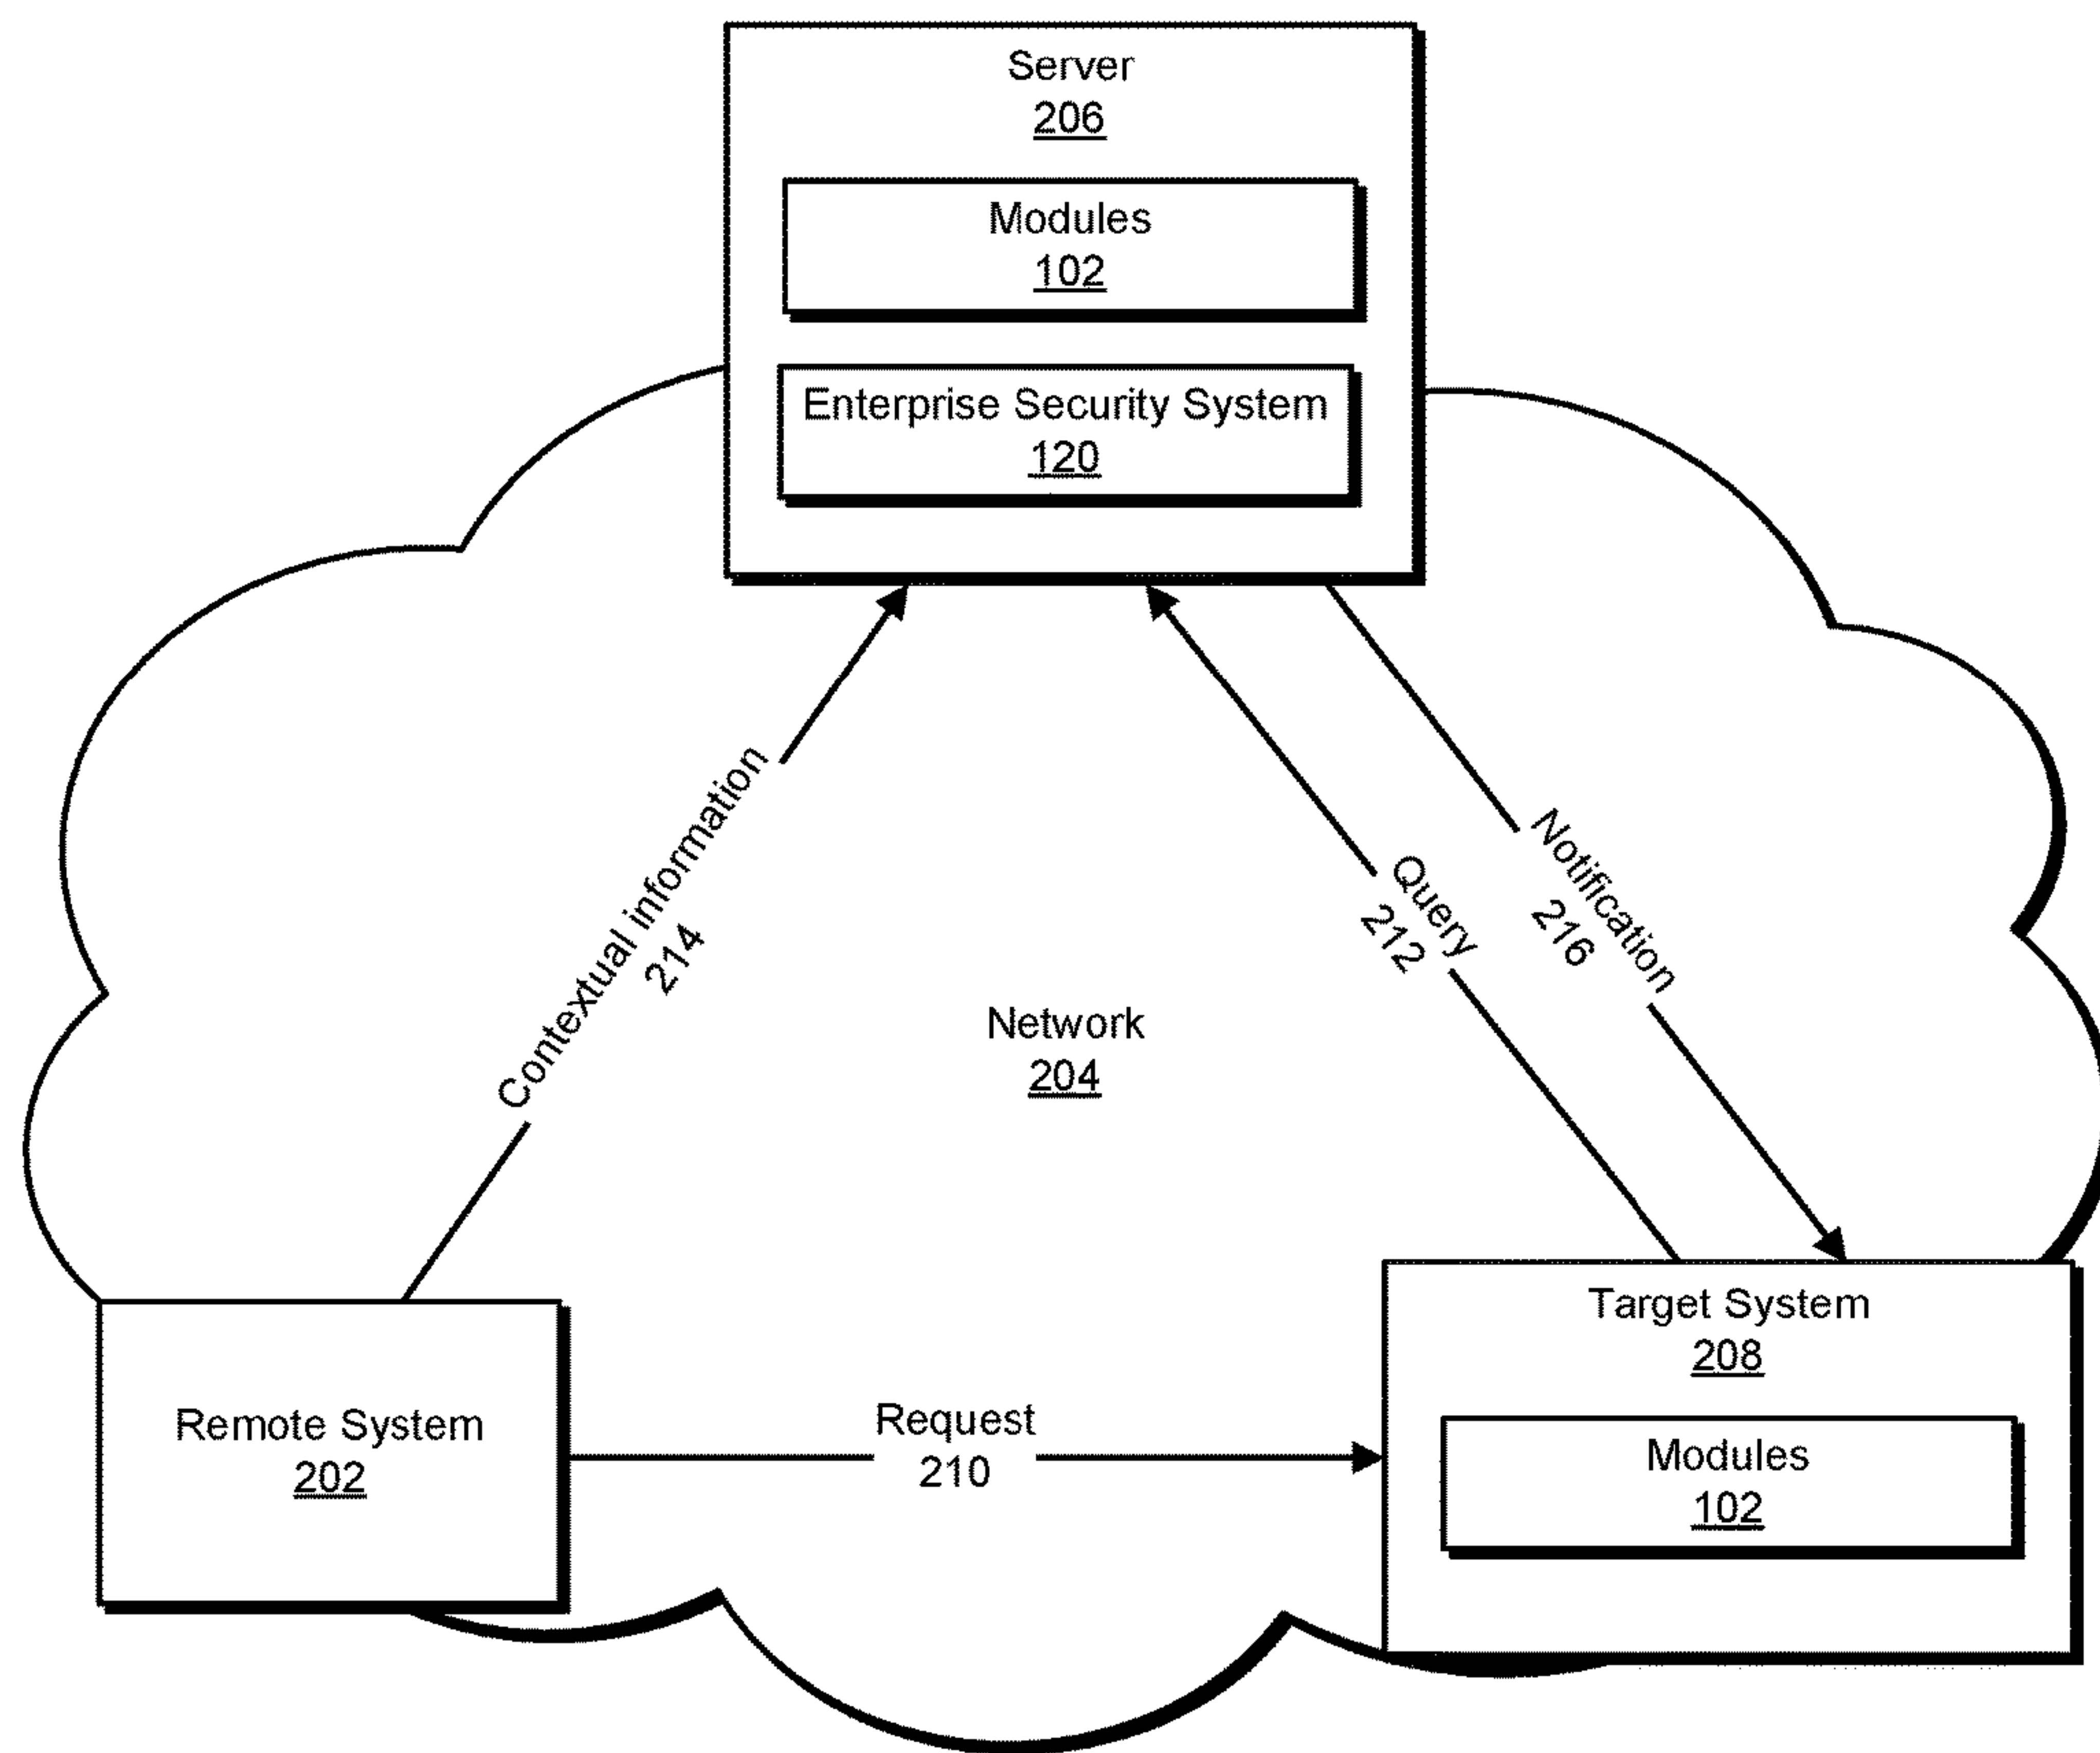 Server
206
Modules
102
Enterprise Security System
120
Contextual information
214
Query
212
Notification
216
Network
204
Remote System
202
Request
210
Target System
208
Modules
102